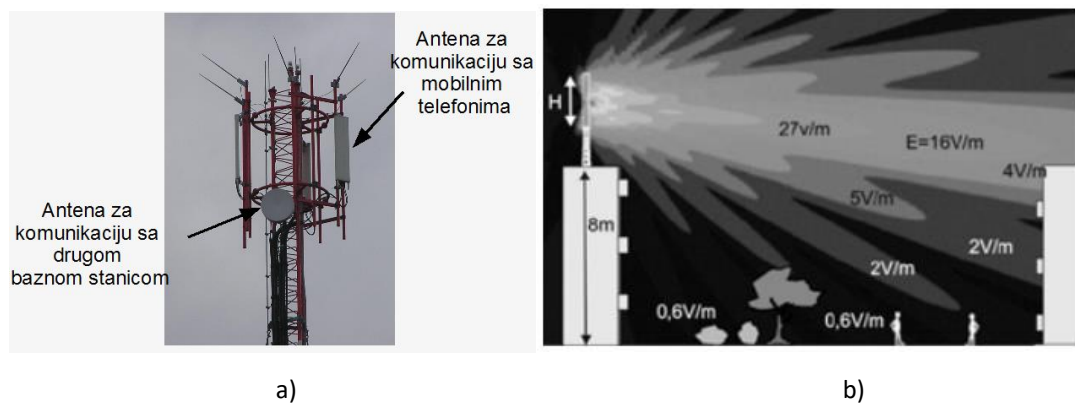 Antena za
komunikaciju sa
mobilnim
telefonima
Antena za
komunikaciju sa
drugom
baznom stanicom
H
27v/m
E=16V/m
4V/m
5V/m
8m
2V/m
2V/m
0,6V/m
0,6V/m
a)
b)